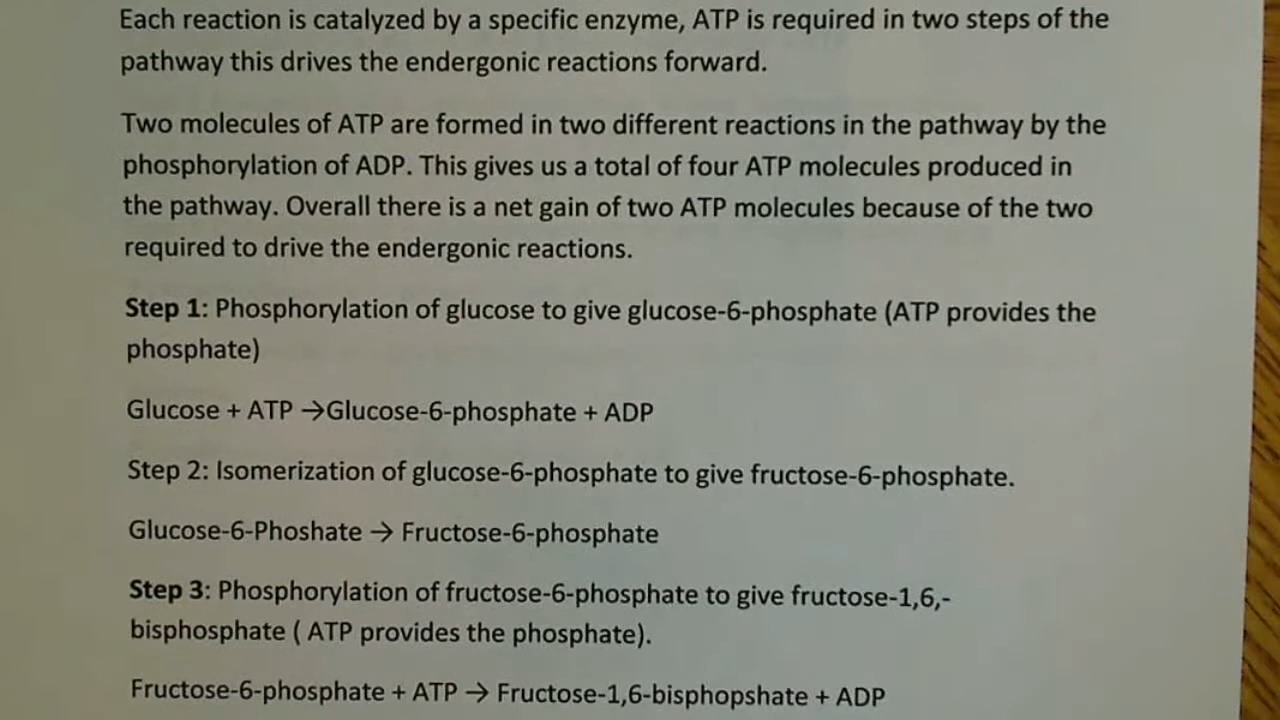 Each reaction is catalyzed by a specific enzyme, ATP is required in two steps of the
pathway this drives the endergonic reactions forward.
Two molecules of ATP are formed in two different reactions in the pathway by the
phosphorylation of ADP. This gives us a total of four ATP molecules produced in
the pathway. Overall there is a net gain of two ATP molecules because of the two
required to drive the endergonic reactions.
Step 1: Phosphorylation of glucose to give glucose-6-phosphate (ATP provides the
phosphate)
Glucose + ATP →Glucose-6-phosphate + ADP
Step 2: Isomerization of glucose-6-phosphate to give fructose-6-phosphate.
Glucose-6-Phoshate → Fructose-6-phosphate
Step 3: Phosphorylation of fructose-6-phosphate to give fructose-1,6,-
bisphosphate ( ATP provides the phosphate).
Fructose-6-phosphate + ATP → Fructose-1,6-bisphopshate + ADP